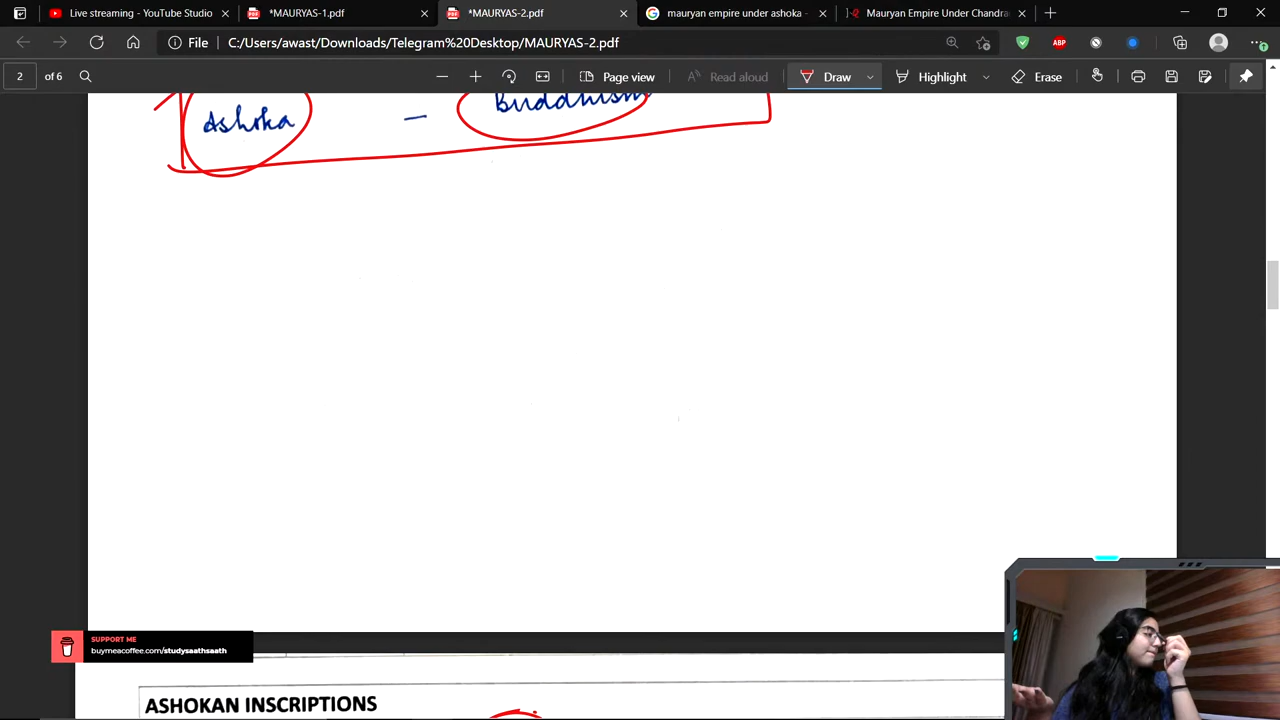 Live streaming - YouTube Studio
*MAURYAS-1.pdf
*MAURYAS-2.pdf
mauryan empire under ashoka -
Mauryan Empire Under Chandra
File
C:/Users/awast/Downloads/Telegram%20Desktop/MAURYAS-2.pdf
2 of 6
Page view
Read aloud
Draw
Highlight
Erase
Ashoka - Buddhism
SUPPORT ME
buymeacoffee.com/studysaathsaath
ASHOKAN INSCRIPTIONS